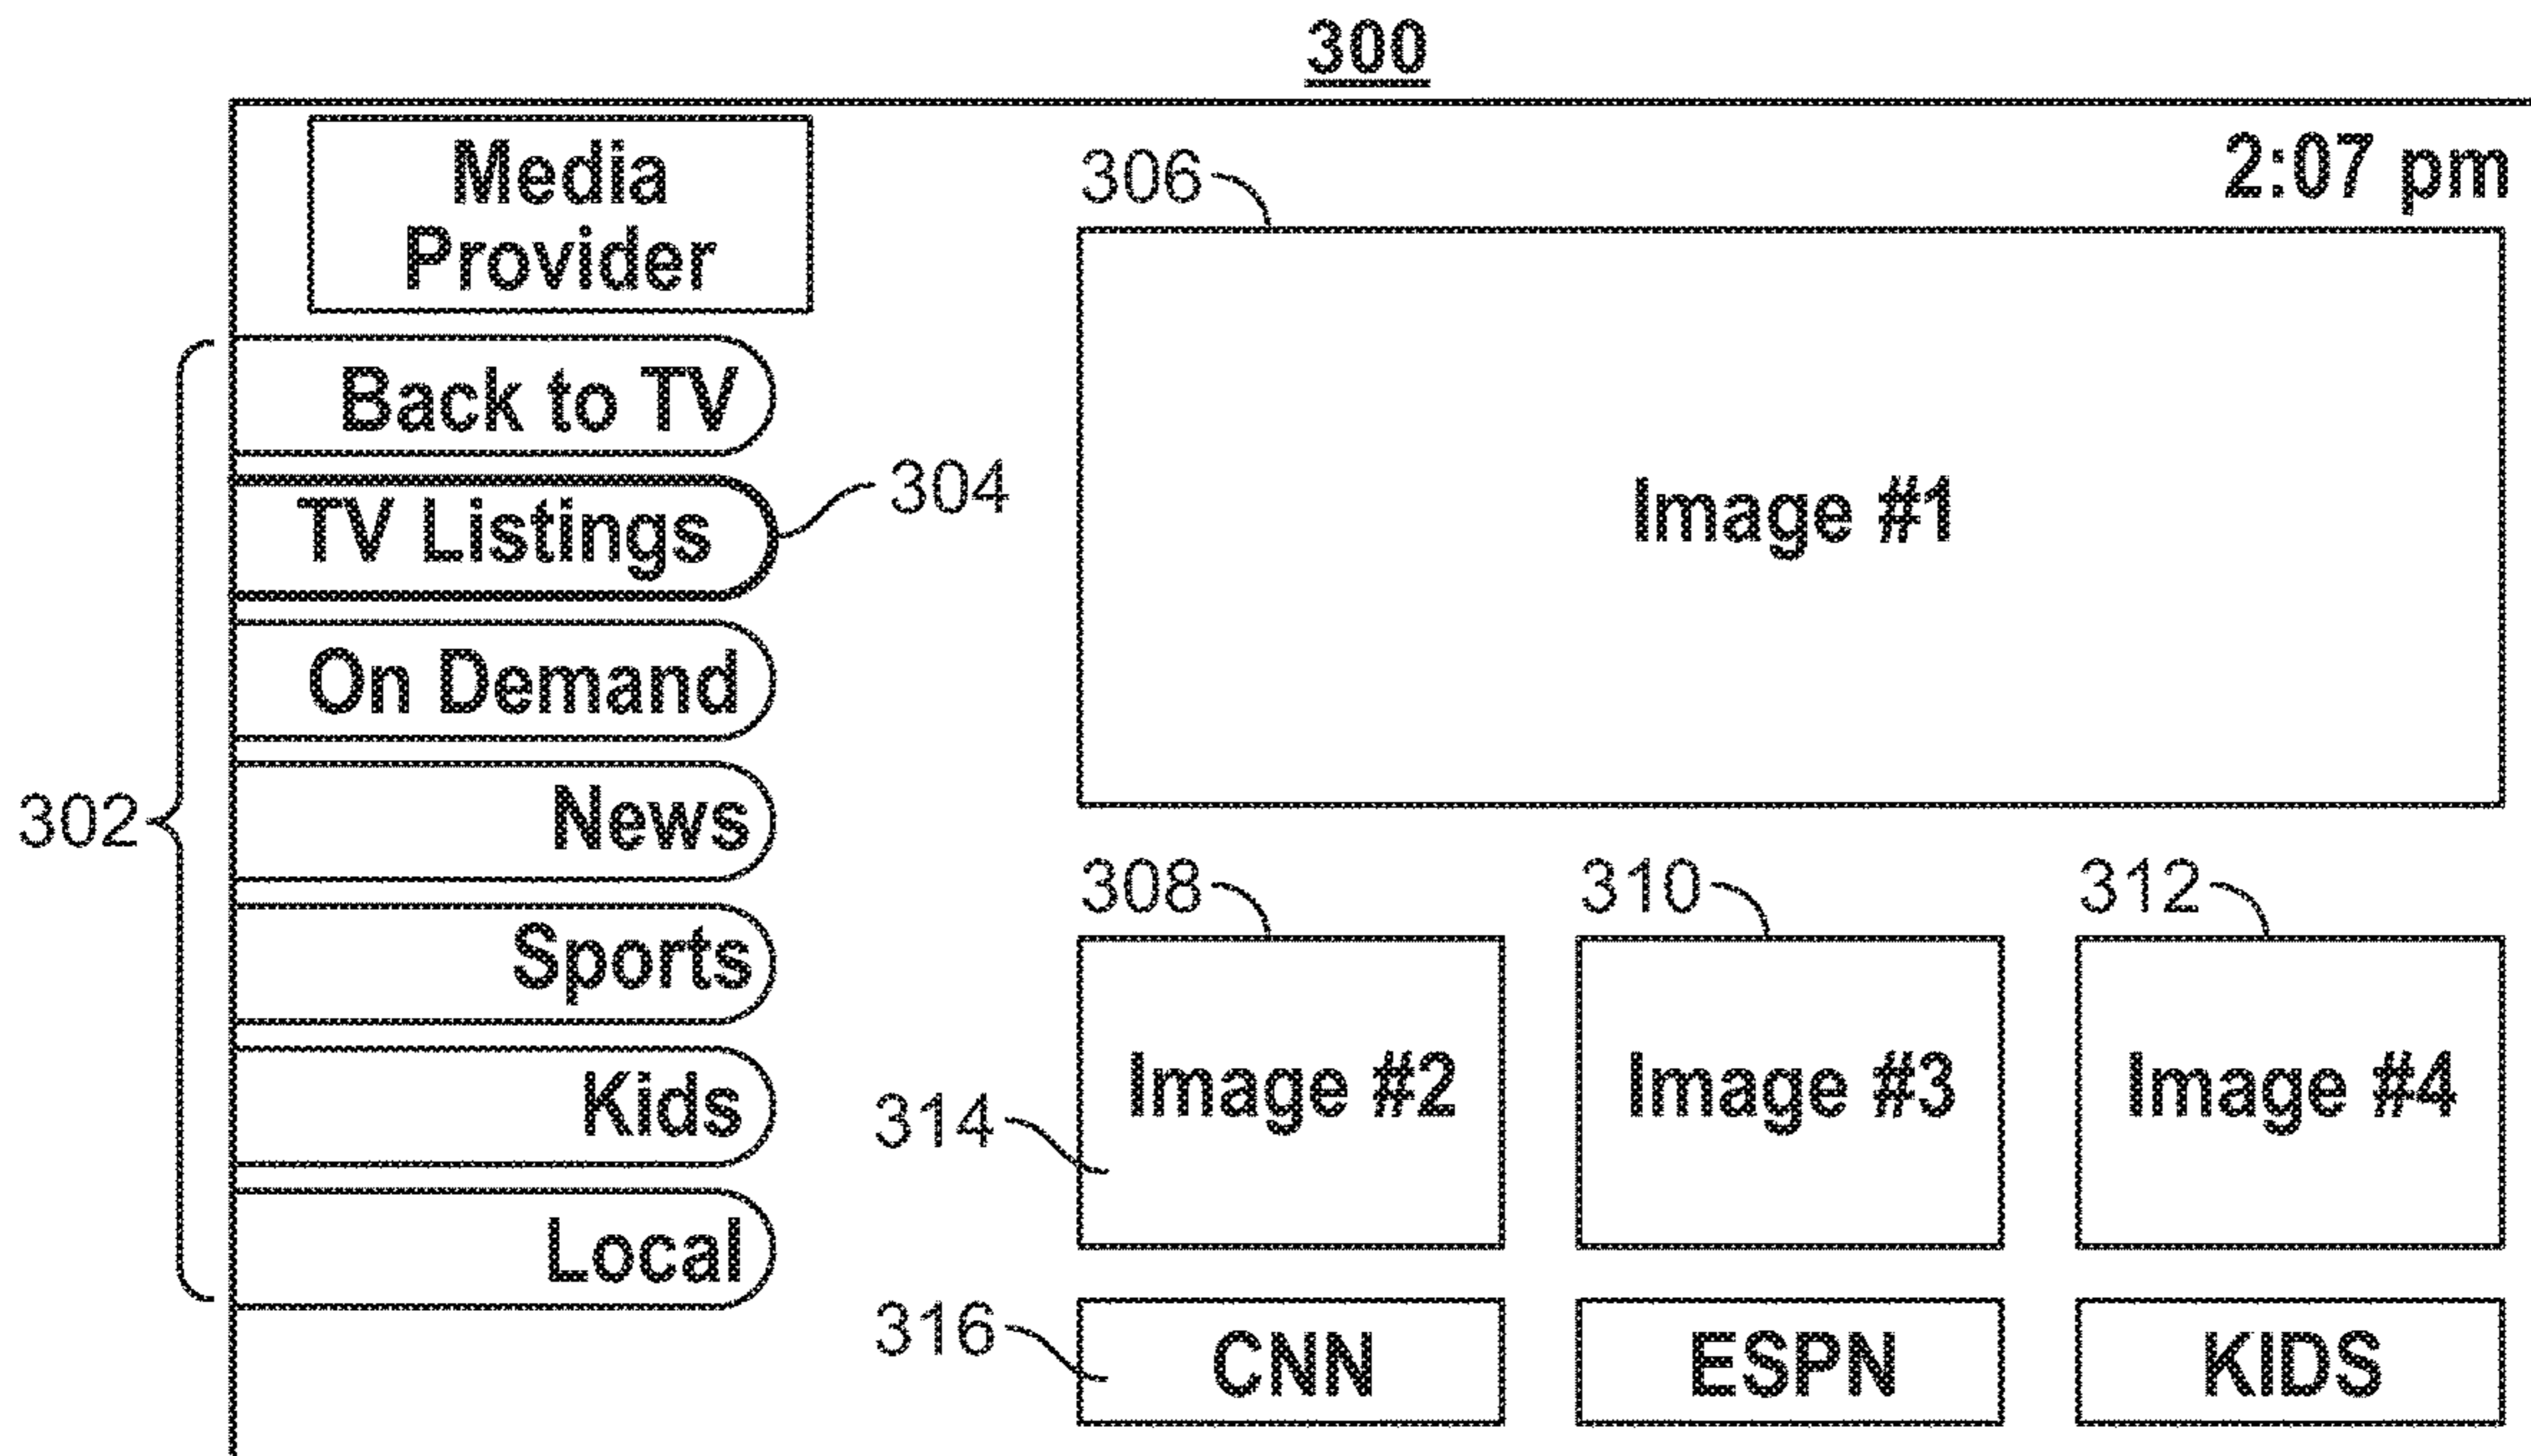 300
Media
Provider
2:07 pm
306
Back to TV
TV Listings
304
Image #1
On Demand
302
News
Sports
Kids
Local
308
310
312
Image #2
Image #3
Image #4
314
316
CNN
ESPN
KIDS